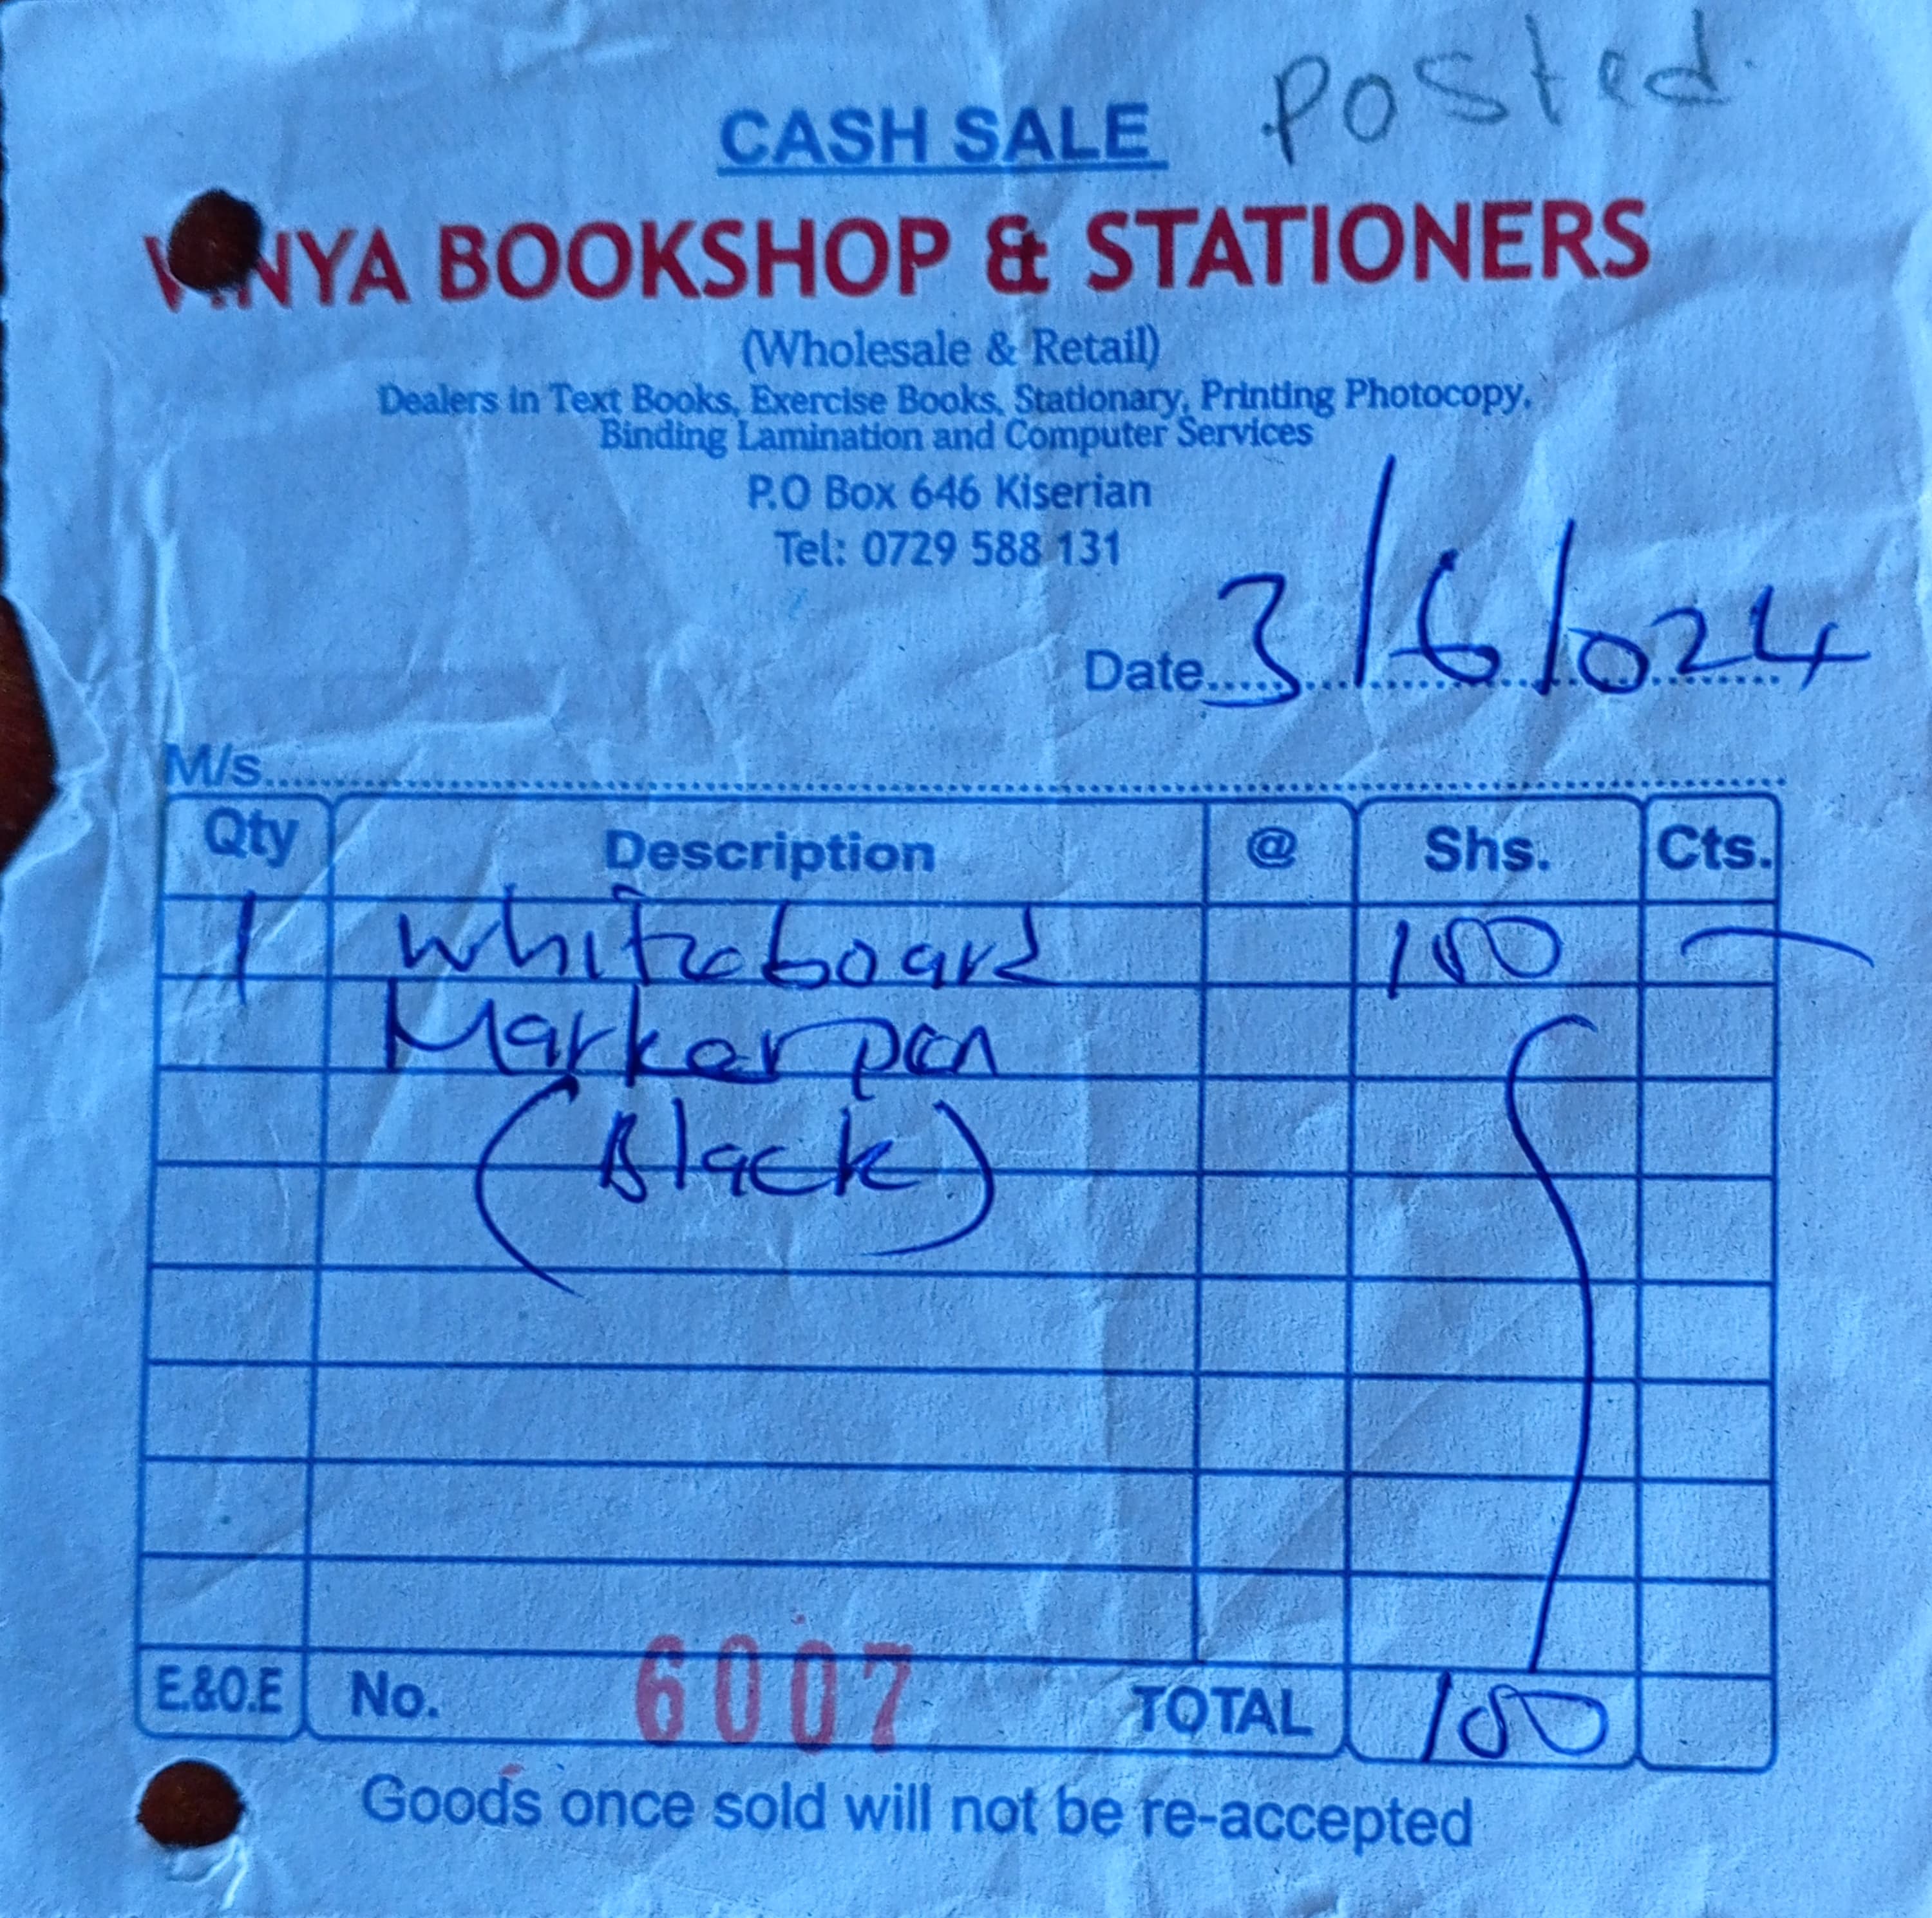 posted.
CASH SALE
BOOKSHOP & STATIONERS
(Wholesale & Retail)
Dealers in Text Books, Exercise Books, Stationary, Printing Photocopy,
Binding Lamination and Computer Services
P.O Box 646 Kiserian
Tel: 0729 588 131
Date 3/6/024
M/s
Qty Description @ Shs. Cts.
1 Whiteboard 100 —
Marker pen
(Black)
E.&O.E No. 6007 TOTAL 100
Goods once sold will not be re-accepted